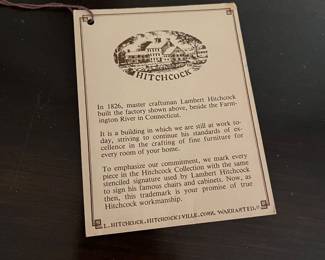 HITCHCOCK
In 1826, master craftsman Lambert Hitchcock
built the factory shown above, beside the Farm-
ington River in Connecticut.
It is a building in which we are still at work to-
day, striving to continue his standards of ex-
cellence in the crafting of fine furniture for
every room of your home.
To emphasize our commitment, we mark every
piece in the Hitchcock Collection with the same
stenciled signature used by Lambert Hitchcock
to sign his famous chairs and cabinets. Now, as
then, this trademark is your promise of true
Hitchcock workmanship.
L. HITCHCOCK. HITCHCOCKS-VILLE. CONN. WARRANTED.